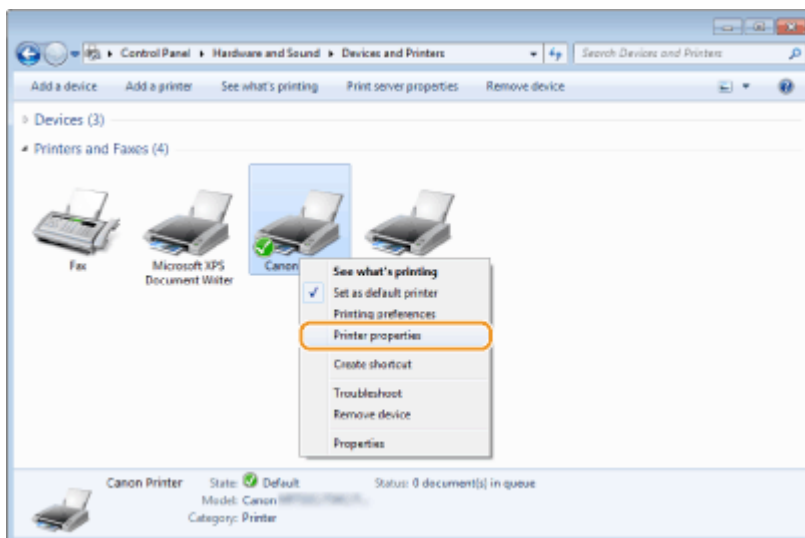 Control Panel ▸ Hardware and Sound ▸ Devices and Printers
Search Devices and Printers
Add a device Add a printer See what's printing Print server properties Remove device
Devices (3)
Printers and Faxes (4)
Fax
Microsoft XPS
Document Writer
Canon
See what's printing
Set as default printer
Printing preferences
Printer properties
Create shortcut
Troubleshoot
Remove device
Properties
Canon Printer State: Default Status: 0 document(s) in queue
Model: Canon
Category: Printer